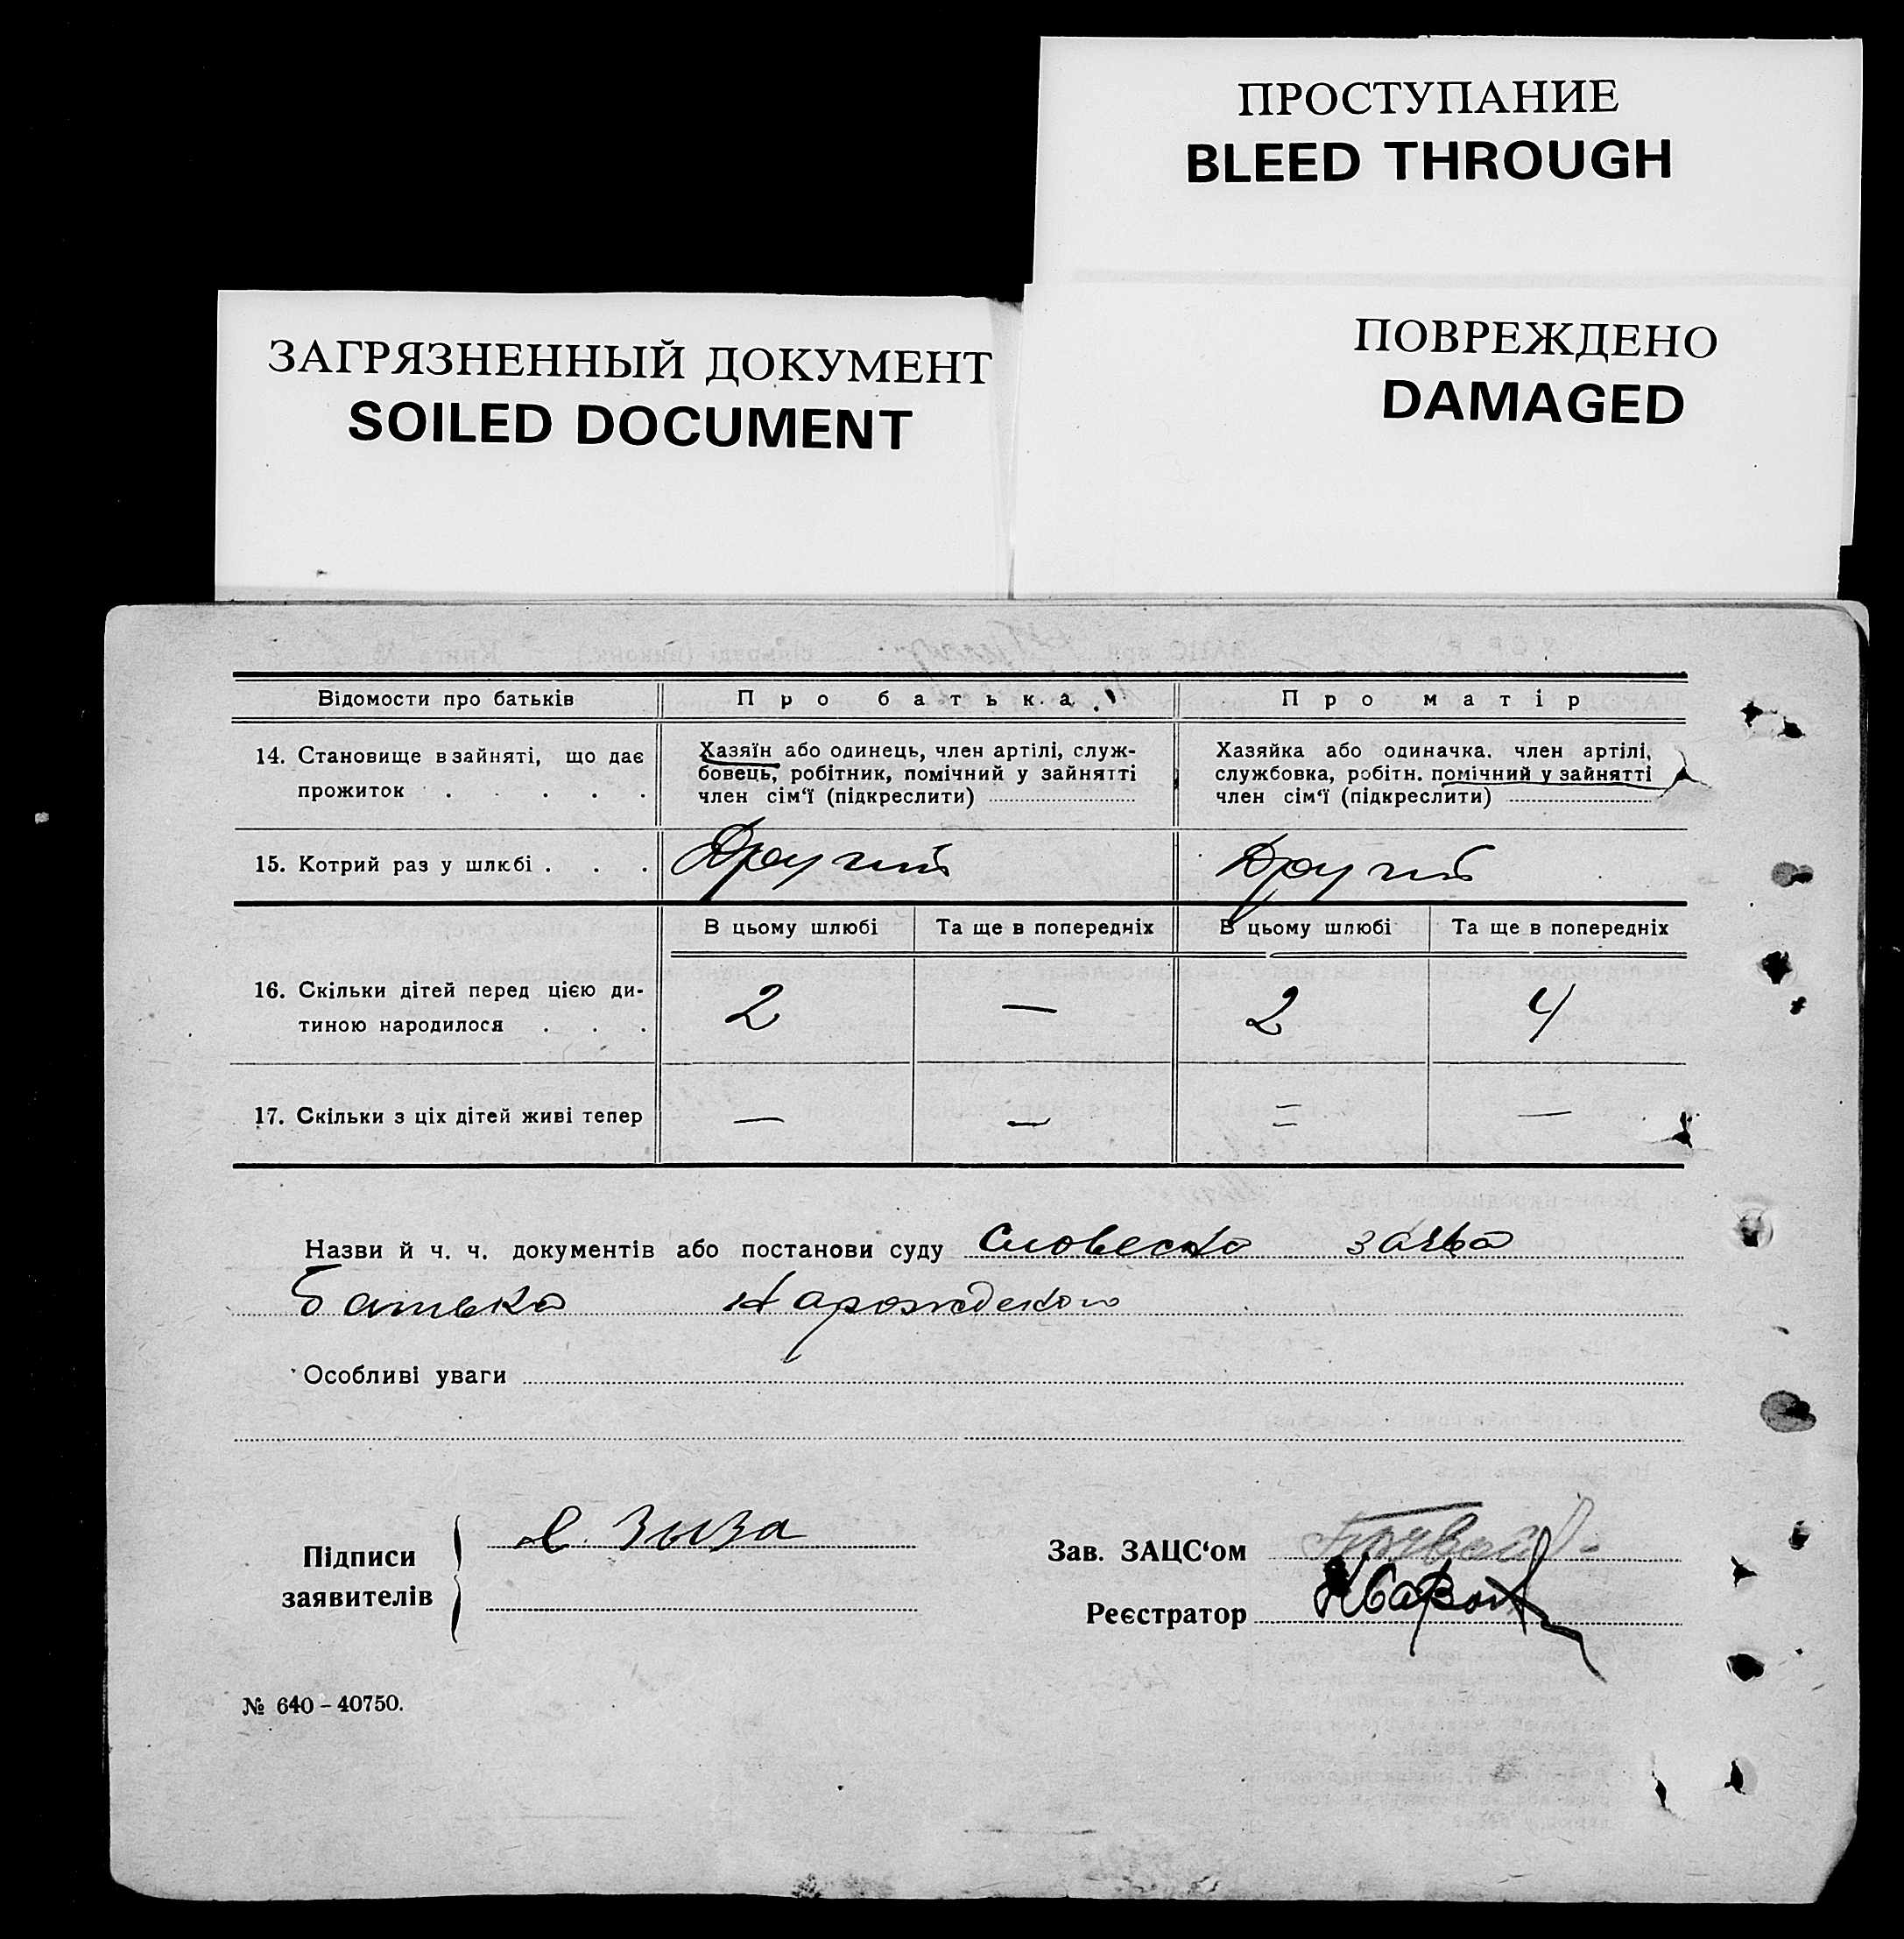 ПРОСТУПАНИЕ
BLEED THROUGH
ЗАГРЯЗНЕННЫЙ ДОКУМЕНТ
SOILED DOCUMENT
ПОВРЕЖДЕНО
DAMAGED
Відомости про батьків Про батька Про матір
14. Становище в зайняті, що дає прожиток . . . . .
Хазяїн або одинець, член артілі, служ-
бовець, робітник, помічний у зайнятті
член сім‘ї (підкреслити)
Хазяйка або одиначка. член артілі,
службовка, робітн. помічний у зайнятті
член сім‘ї (підкреслити)
15. Котрий раз у шлюбі . . . Другий Другий
В цьому шлюбі Та ще в попередніх В цьому шлюбі Та ще в попередніх
16. Скільки дітей перед цією ди-
тиною народилося . . . 2 — 2 4
17. Скільки з ціх дітей живі тепер — — = —
Назви й ч. ч. документів або постанови суду Словесно заява
батька
Особливі уваги
Підписи
заявителів
Зиза
Зав. ЗАЦС‘ом
Реєстратор
№ 640 – 40750.